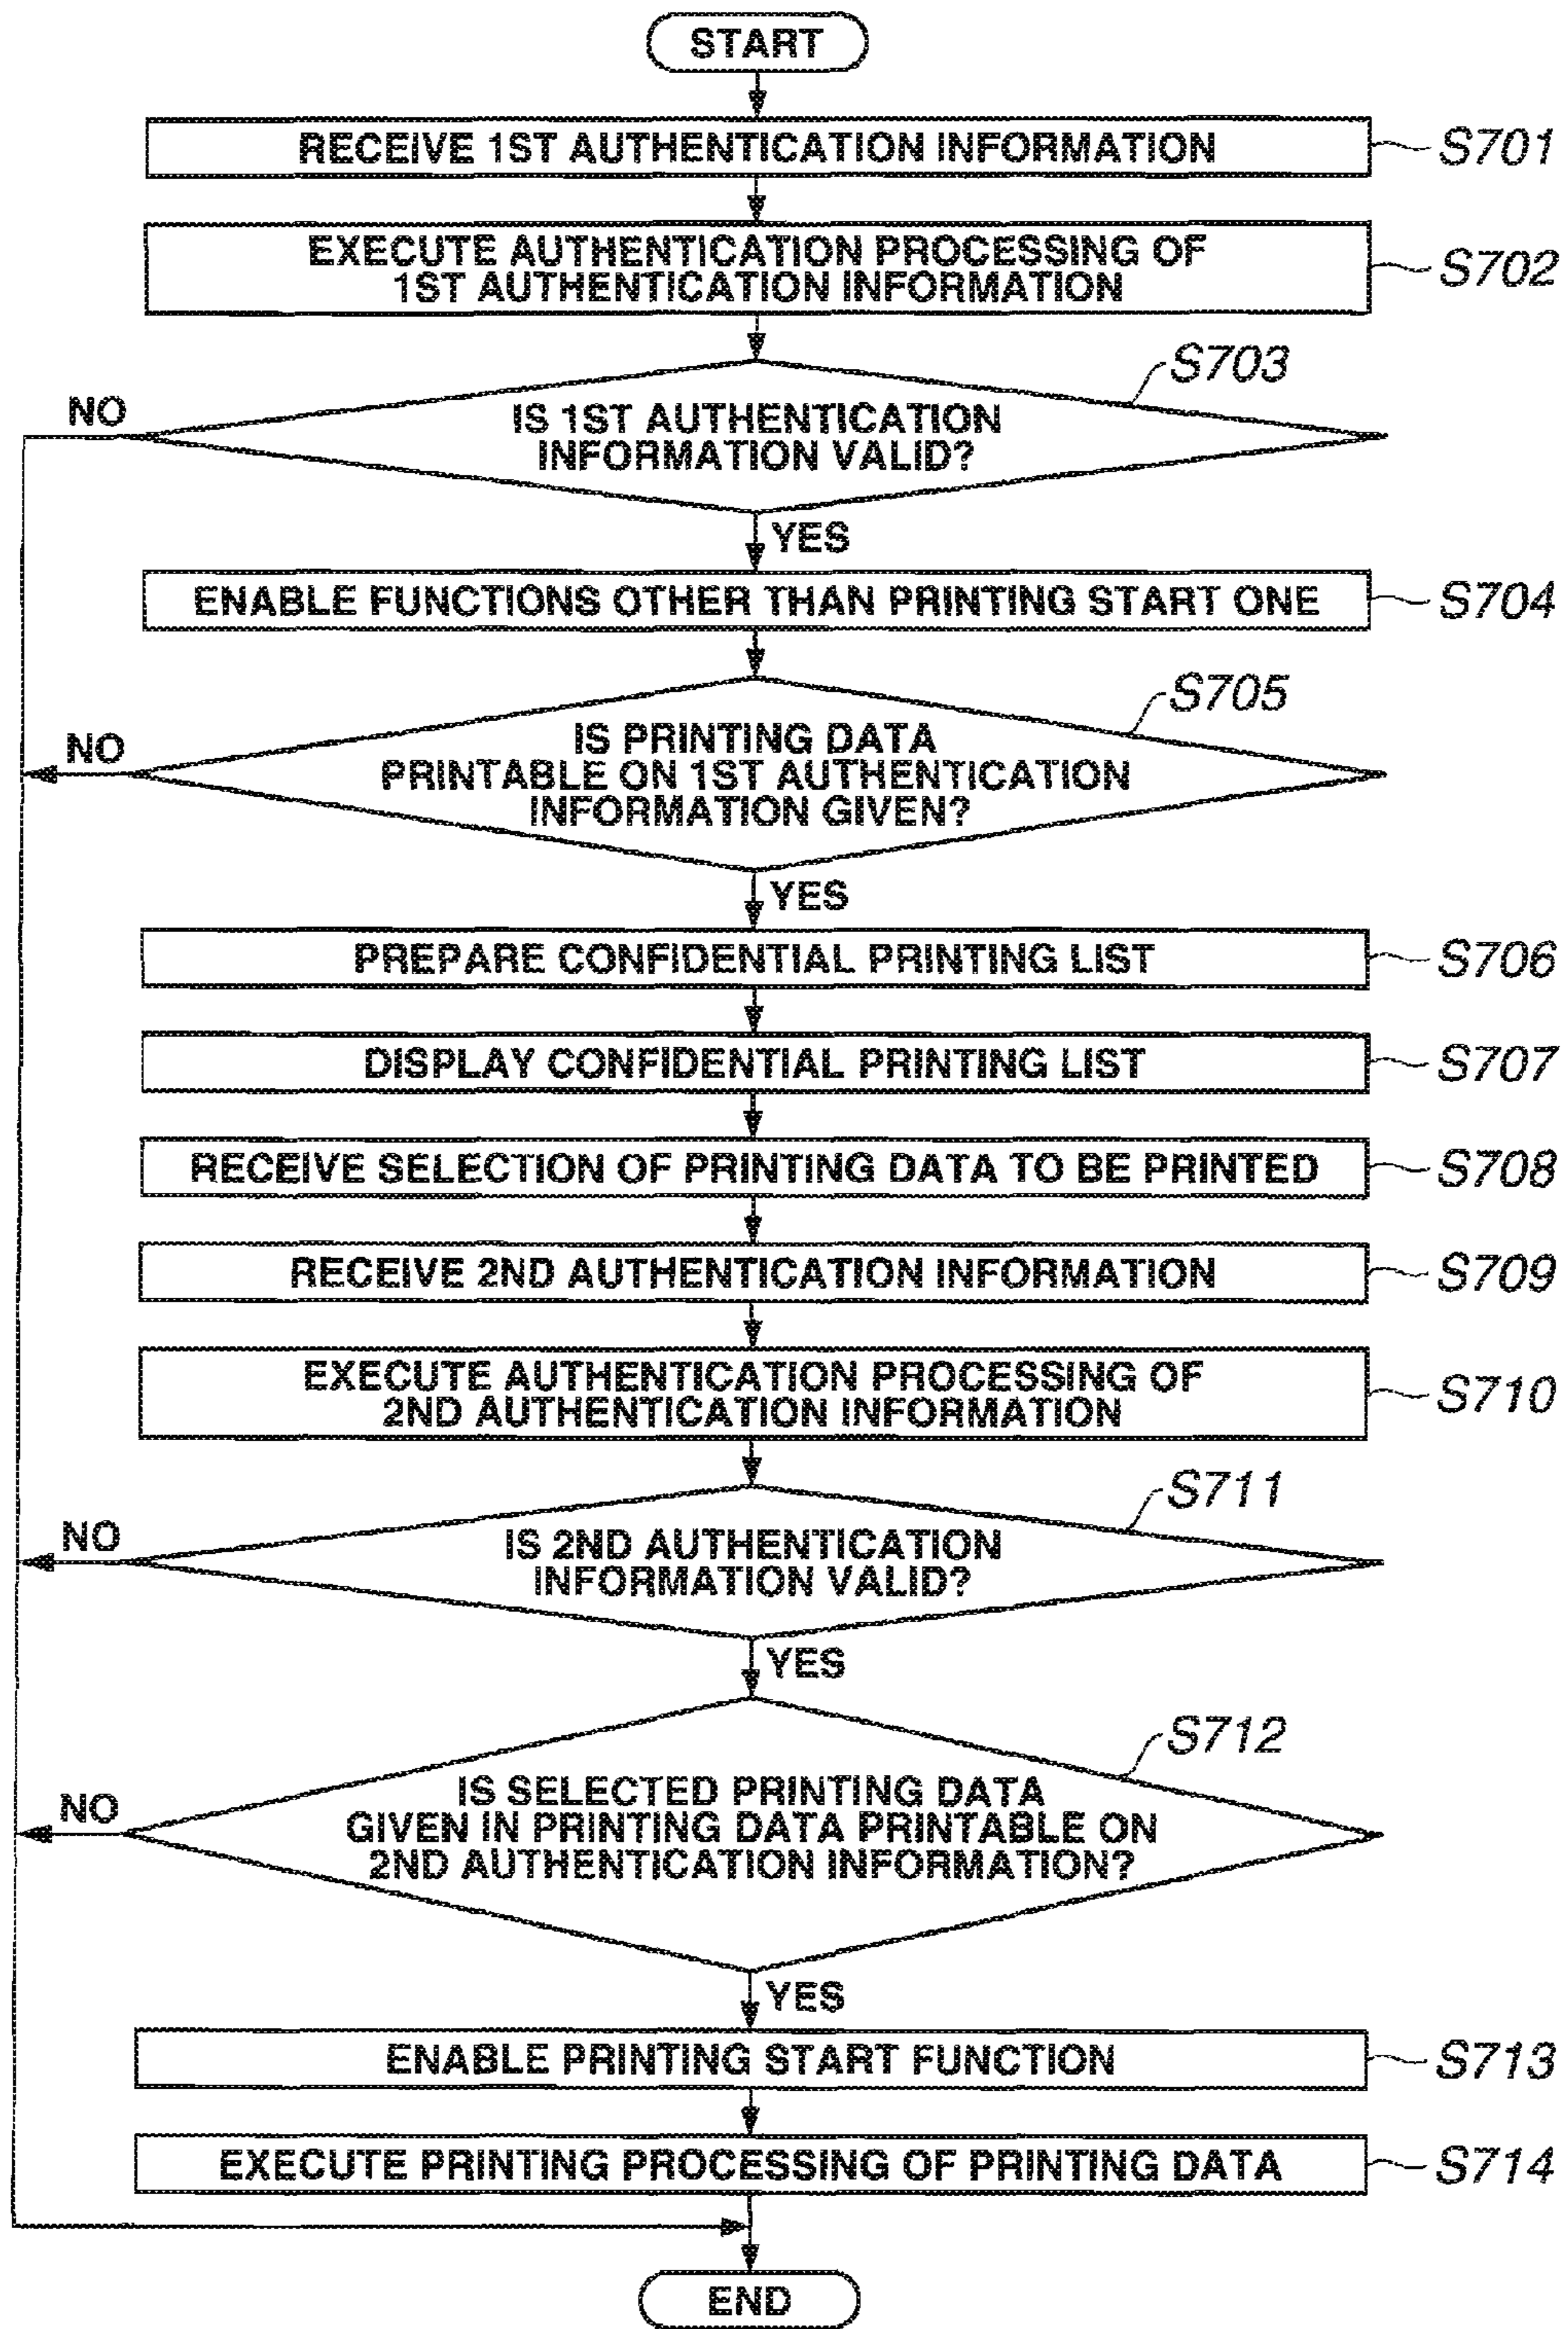 START
RECEIVE 1ST AUTHENTICATION INFORMATION
S701
EXECUTE AUTHENTICATION PROCESSING OF
1ST AUTHENTICATION INFORMATION
S702
S703
NO
IS 1ST AUTHENTICATION
INFORMATION VALID?
YES
ENABLE FUNCTIONS OTHER THAN PRINTING START ONE
S704
S705
NO
IS PRINTING DATA
PRINTABLE ON 1ST AUTHENTICATION
INFORMATION GIVEN?
YES
PREPARE CONFIDENTIAL PRINTING LIST
S706
DISPLAY CONFIDENTIAL PRINTING LIST
S707
RECEIVE SELECTION OF PRINTING DATA TO BE PRINTED
S708
RECEIVE 2ND AUTHENTICATION INFORMATION
S709
EXECUTE AUTHENTICATION PROCESSING OF
2ND AUTHENTICATION INFORMATION
S710
S711
NO
IS 2ND AUTHENTICATION
INFORMATION VALID?
YES
S712
NO
IS SELECTED PRINTING DATA
GIVEN IN PRINTING DATA PRINTABLE ON
2ND AUTHENTICATION INFORMATION?
YES
ENABLE PRINTING START FUNCTION
S713
EXECUTE PRINTING PROCESSING OF PRINTING DATA
S714
END